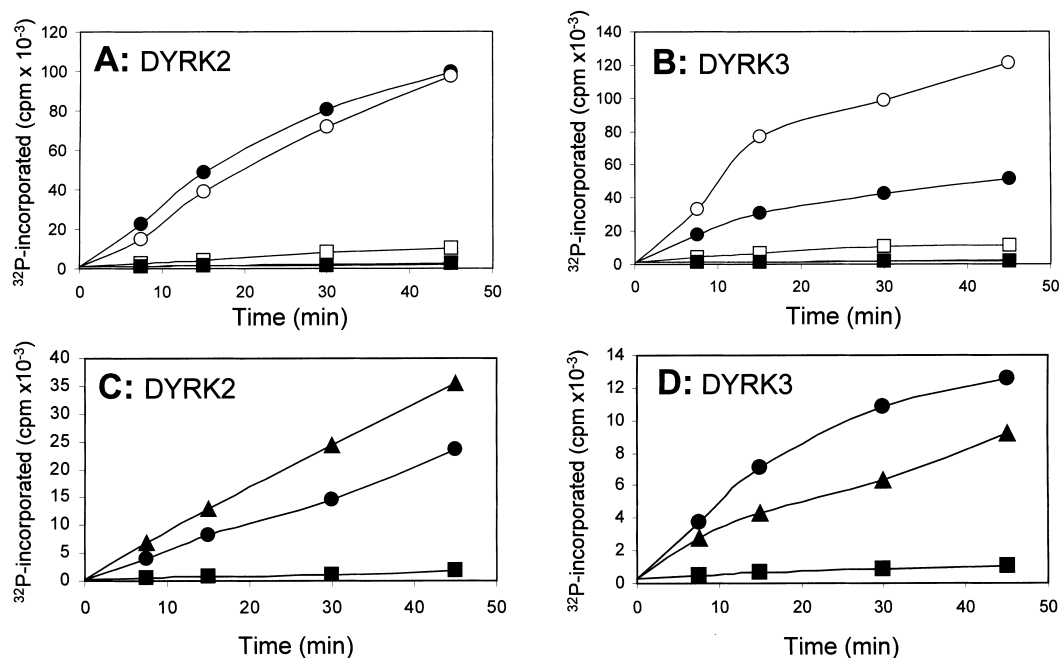 A: DYRK2
³²P-incorporated (cpm x 10⁻³)
120
100
80
60
40
20
0
0 10 20 30 40 50
Time (min)
B: DYRK3
³²P-incorporated (cpm x10⁻³)
140
120
100
80
60
40
20
0
0 10 20 30 40 50
Time (min)
C: DYRK2
³²P-incorporated (cpm x10⁻³)
40
35
30
25
20
15
10
5
0
0 10 20 30 40 50
Time (min)
D: DYRK3
³²P-incorporated (cpm x10⁻³)
14
12
10
8
6
4
2
0
0 10 20 30 40 50
Time (min)